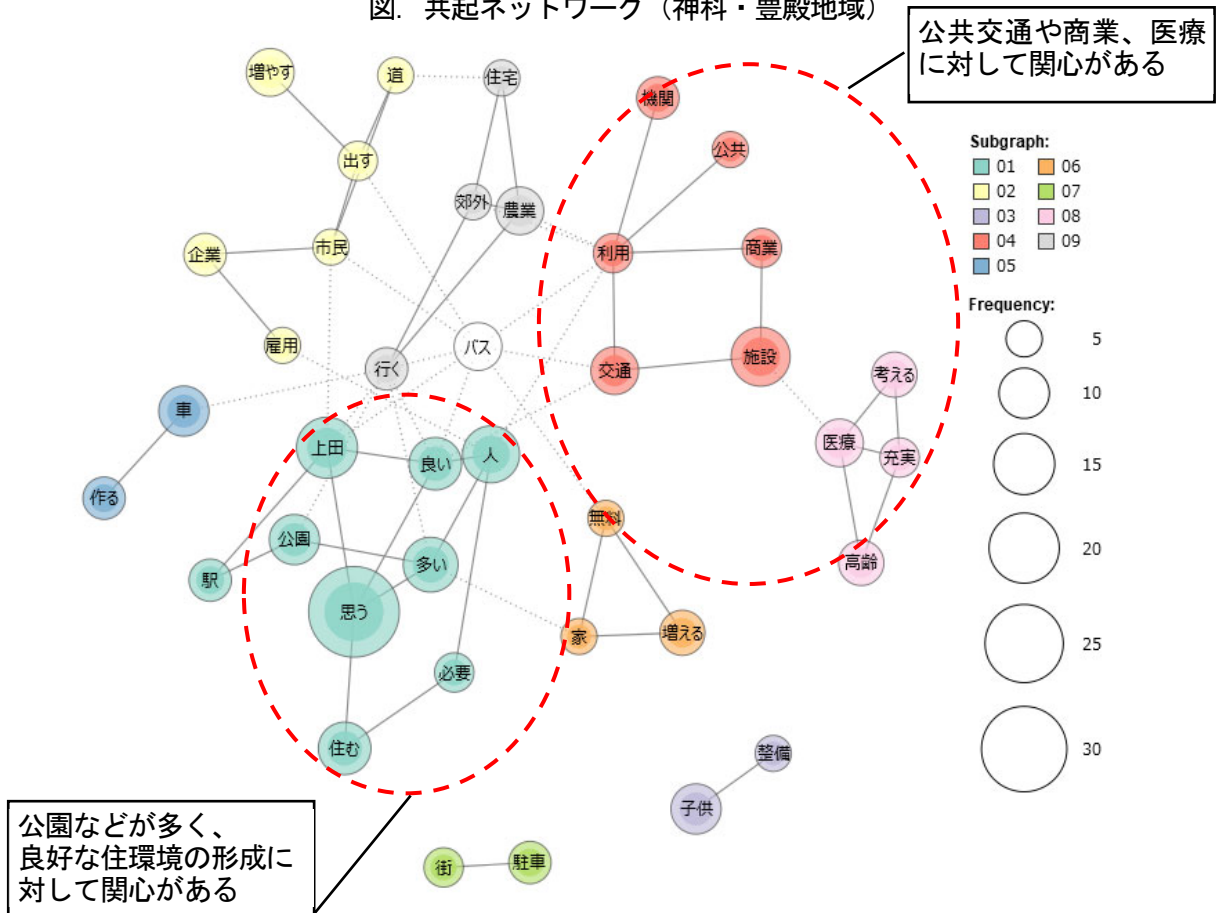 図. 共起ネットワーク（神科・豊殿地域）
公共交通や商業、医療
に対して関心がある
増やす
道
住宅
機関
公共
出す
郊外
農業
企業
市民
利用
商業
雇用
行く
バス
交通
施設
考える
車
上田
良い
人
医療
充実
作る
公園
多い
無料
高齢
駅
思う
家
増える
必要
住む
整備
子供
街
駐車
Subgraph:
01
06
02
07
03
08
04
09
05
Frequency:
5
10
15
20
25
30
公園などが多く、
良好な住環境の形成に
対して関心がある